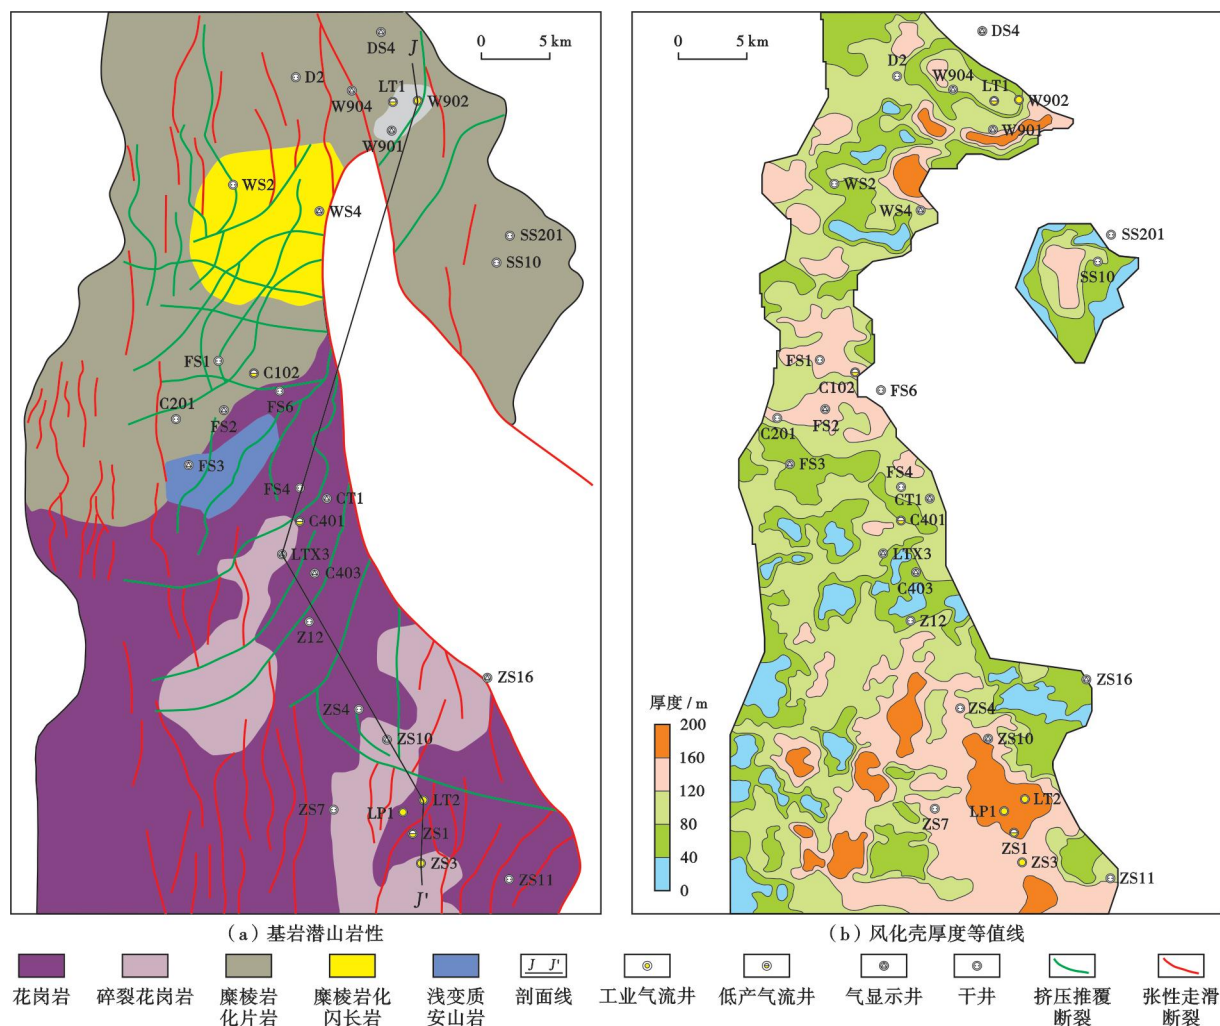 J
DS4
0
5 km
D2
LT1
W904
W902
W901
WS2
WS4
SS201
SS10
FS1
C102
C201
FS6
FS2
FS3
FS4
CT1
C401
LTX3
C403
Z12
ZS16
ZS4
ZS10
LT2
ZS7
LP1
ZS1
ZS3
ZS11
J'
(a)基岩潜山岩性
0
5 km
DS4
D2
W904
LT1
W902
W901
WS2
WS4
SS201
SS10
FS1
C102
FS6
FS2
C201
FS3
FS4
CT1
C401
LTX3
C403
Z12
ZS16
厚度/m
200
160
120
80
40
0
ZS4
ZS10
LT2
LP1
ZS7
ZS1
ZS3
ZS11
(b)风化壳厚度等值线
J J'
花岗岩
碎裂花岗岩
糜棱岩
化片岩
糜棱岩化
闪长岩
浅变质
安山岩
剖面线
工业气流井
低产气流井
气显示井
干井
挤压推覆
断裂
张性走滑
断裂